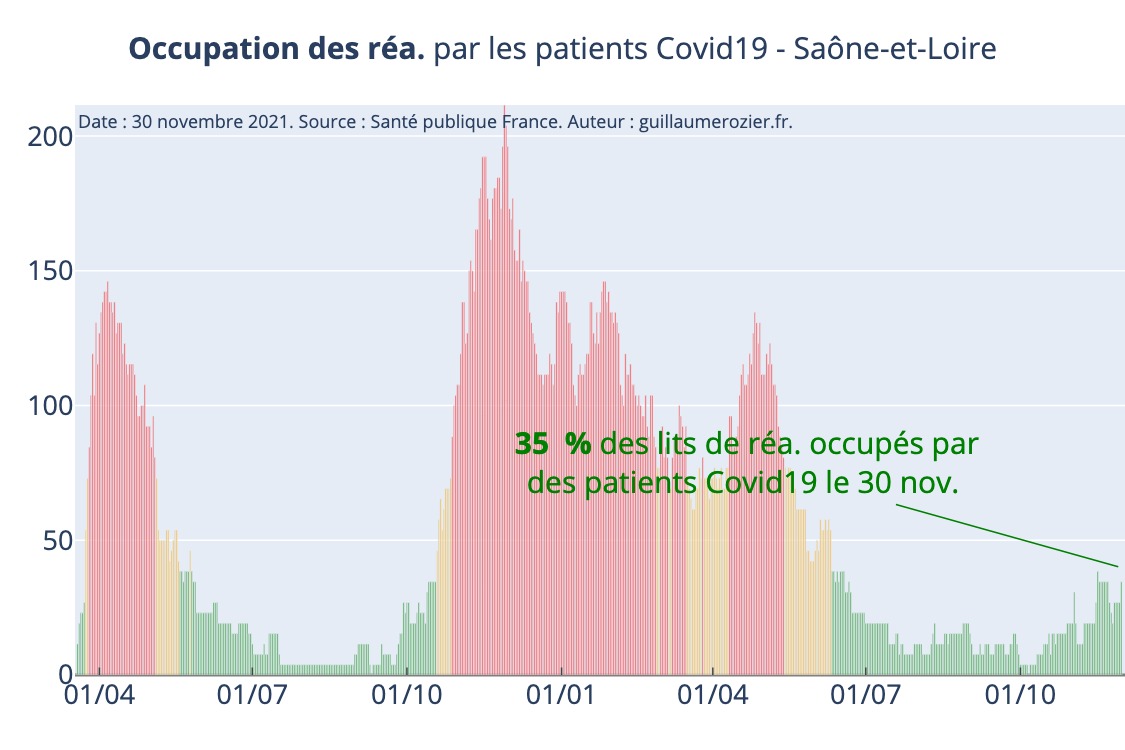 Occupation des réa. par les patients Covid19 - Saône-et-Loire
Date : 30 novembre 2021. Source : Santé publique France. Auteur : guillaumerozier.fr.
200
150
100
35 % des lits de réa. occupés par
des patients Covid19 le 30 nov.
50
0
01/04 01/07 01/10 01/01 01/04 01/07 01/10